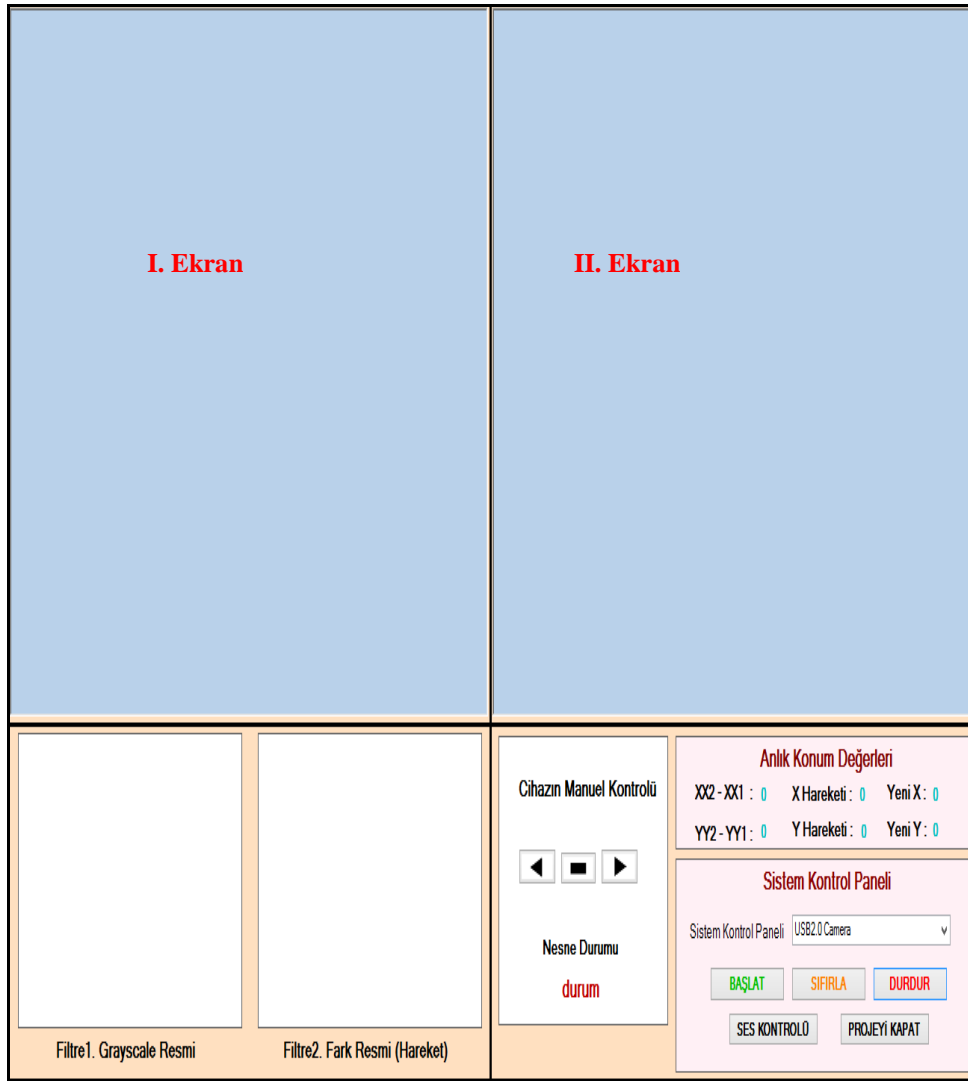 I. Ekran
II. Ekran
Filtre1. Grayscale Resmi
Filtre2. Fark Resmi (Hareket)
Cihazın Manuel Kontrolü
Nesne Durumu
durum
Anlık Konum Değerleri
XX2 - XX1 : 0 X Hareketi : 0 Yeni X : 0
YY2 - YY1 : 0 Y Hareketi : 0 Yeni Y : 0
Sistem Kontrol Paneli
Sistem Kontrol Paneli USB2.0 Camera
BAŞLAT SIFIRLA DURDUR
SES KONTROLÜ PROJEYİ KAPAT